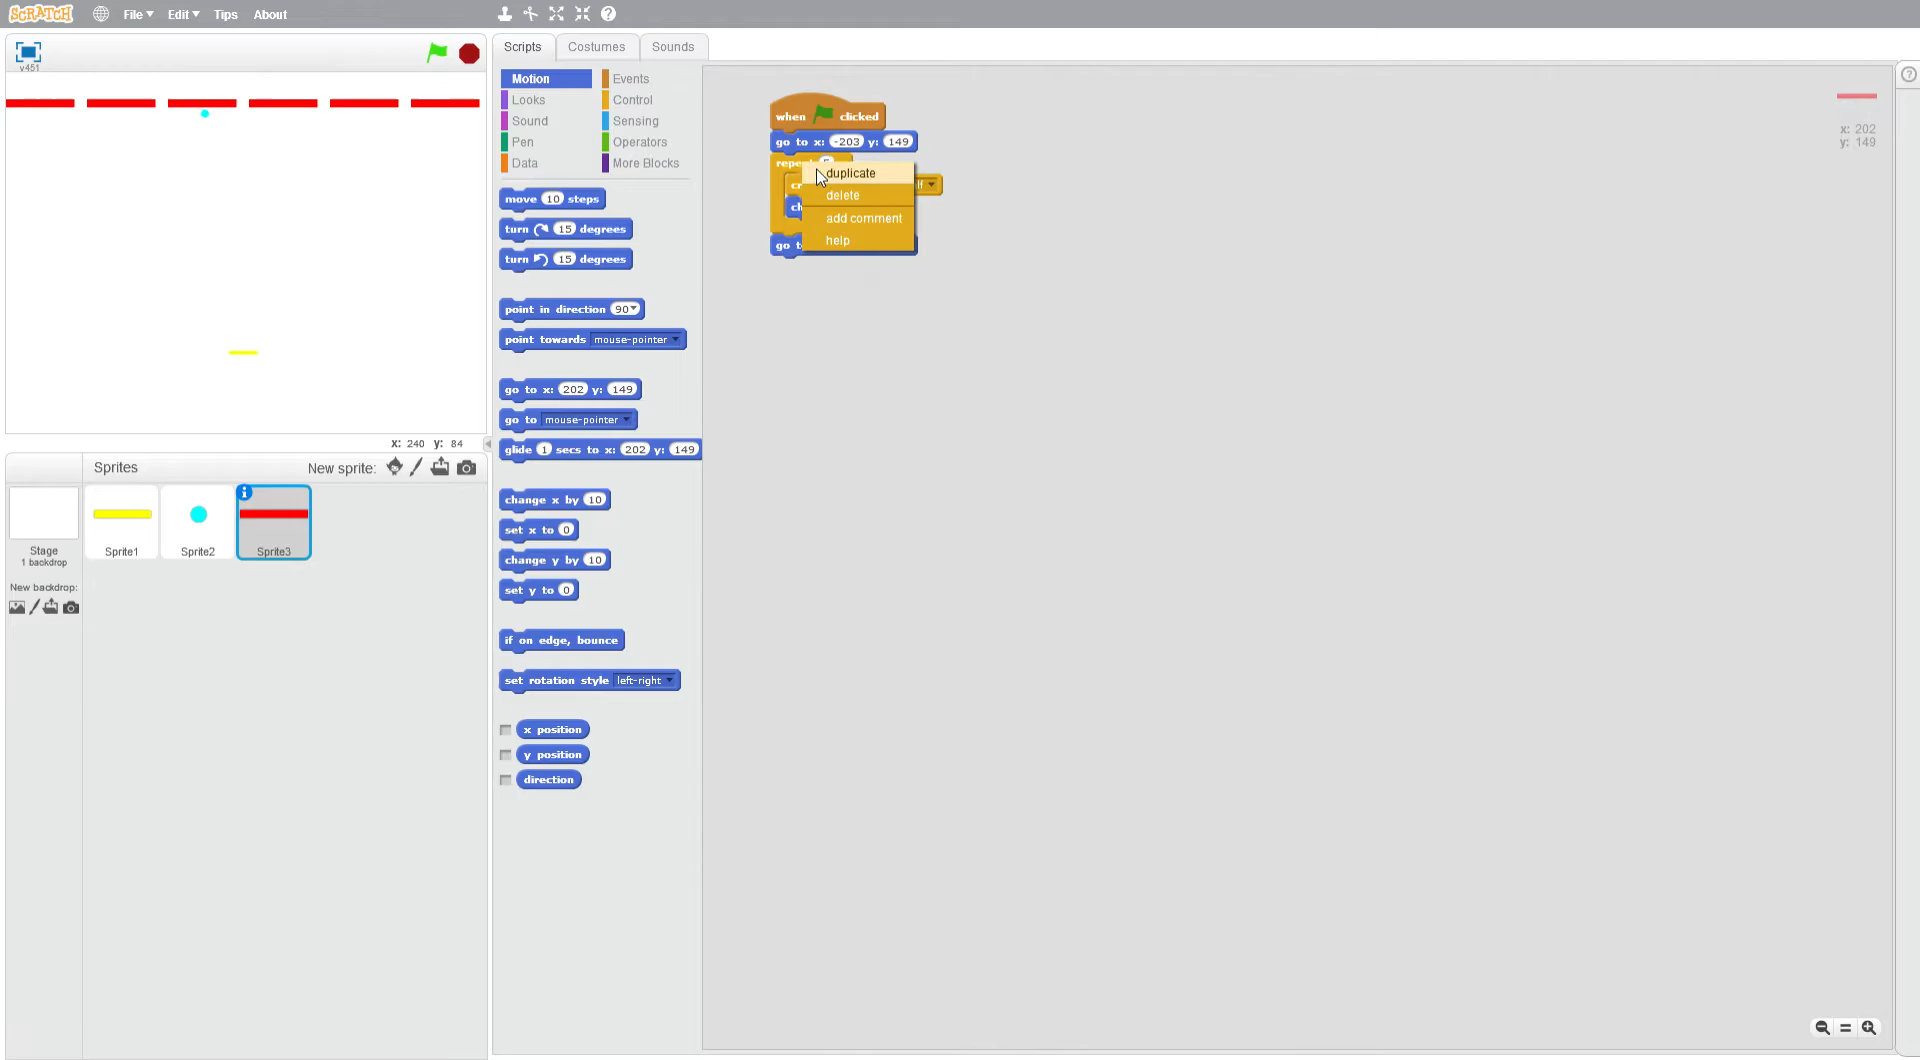 SCRATCH File Edit Tips About
v451
Scripts Costumes Sounds
Motion Events
Looks Control
Sound Sensing
Pen Operators
Data More Blocks
move 10 steps
turn 15 degrees
turn 15 degrees
point in direction 90
point towards mouse-pointer
go to x: 202 y: 149
go to mouse-pointer
glide 1 secs to x: 202 y: 149
change x by 10
set x to 0
change y by 10
set y to 0
if on edge, bounce
set rotation style left-right
x position
y position
direction
when clicked
go to x: -203 y: 149
duplicate
delete
add comment
help
go
x: 202
y: 149
x: 240 y: 84
Sprites New sprite:
Stage
1 backdrop
New backdrop:
Sprite1 Sprite2 Sprite3